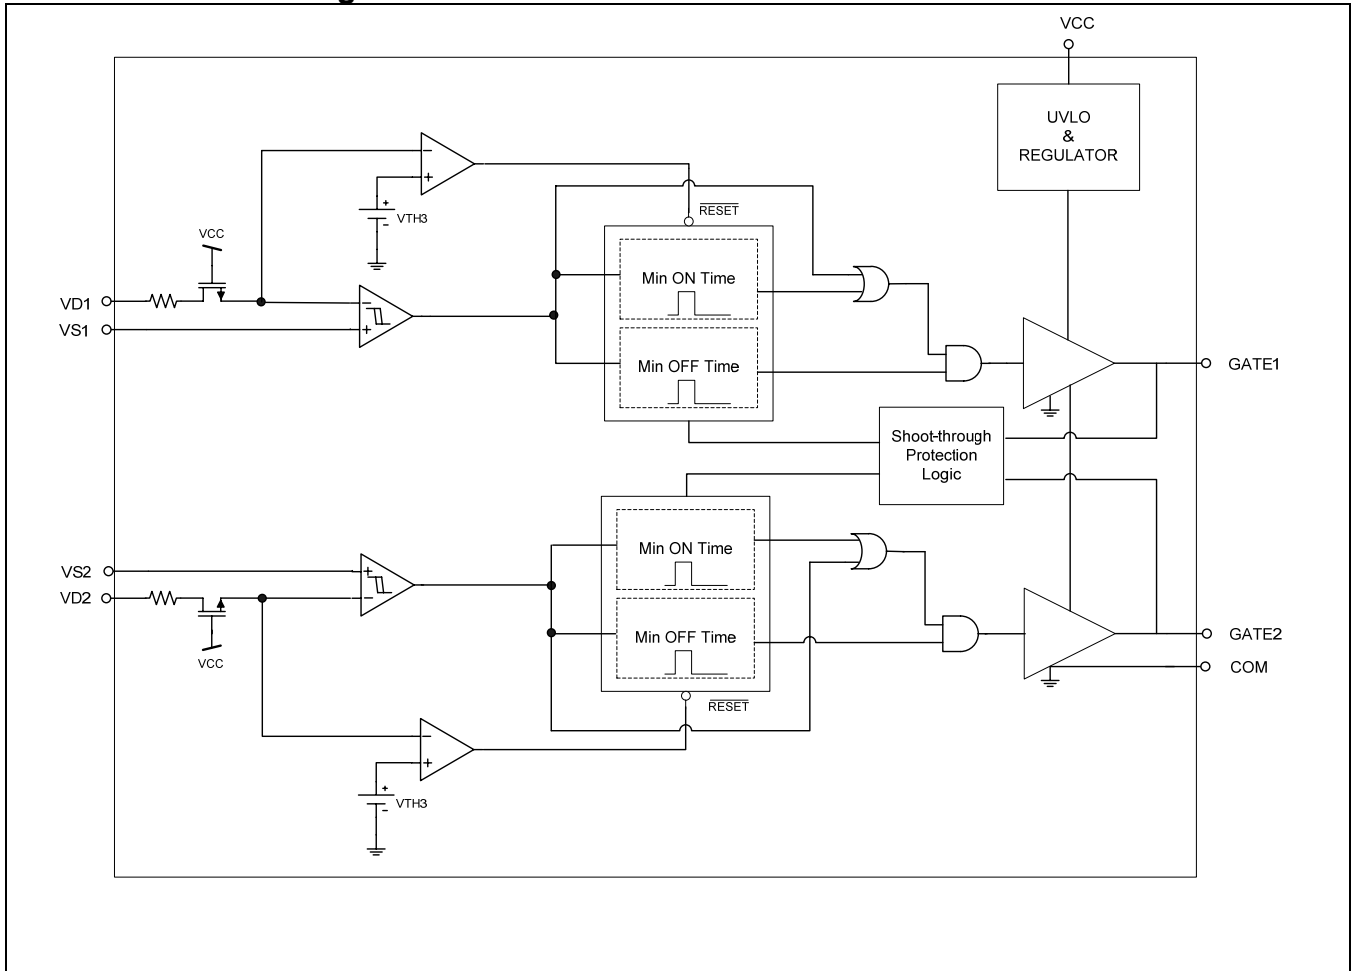 VCC
UVLO
&
REGULATOR
+
VTH3
RESET
VCC
Min ON Time
VD1
VS1
Min OFF Time
GATE1
Shoot-through
Protection
Logic
Min ON Time
VS2
VD2
Min OFF Time
GATE2
VCC
COM
RESET
+
VTH3